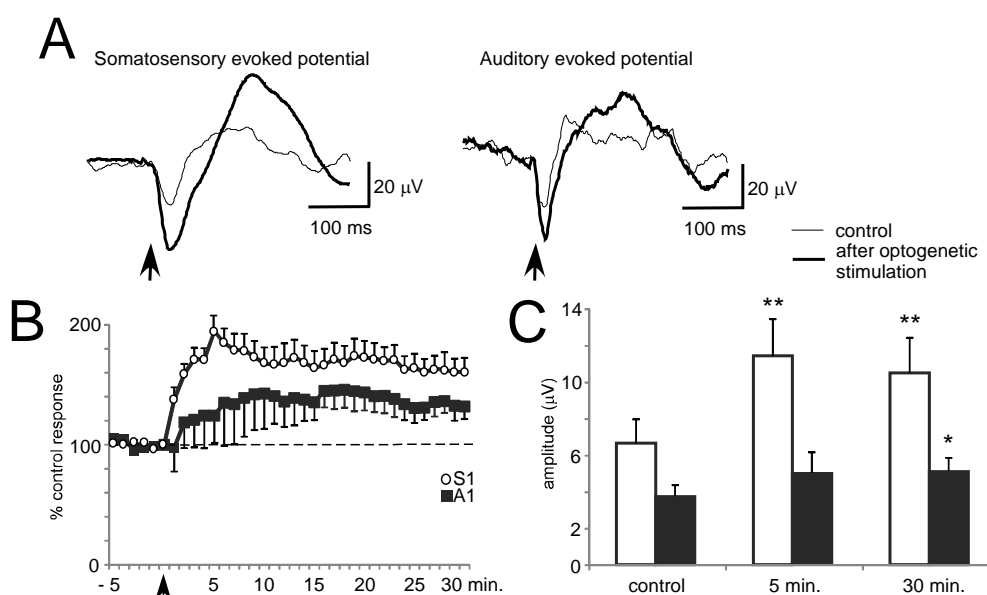 A
Somatosensory evoked potential
Auditory evoked potential
20 μV
100 ms
20 μV
100 ms
control
after optogenetic
stimulation
B
% control response
200
100
0
- 5
5
10
15
20
25
30 min.
S1
A1
C
amplitude (μV)
14
10
6
2
0
**
**
*
control
5 min.
30 min.